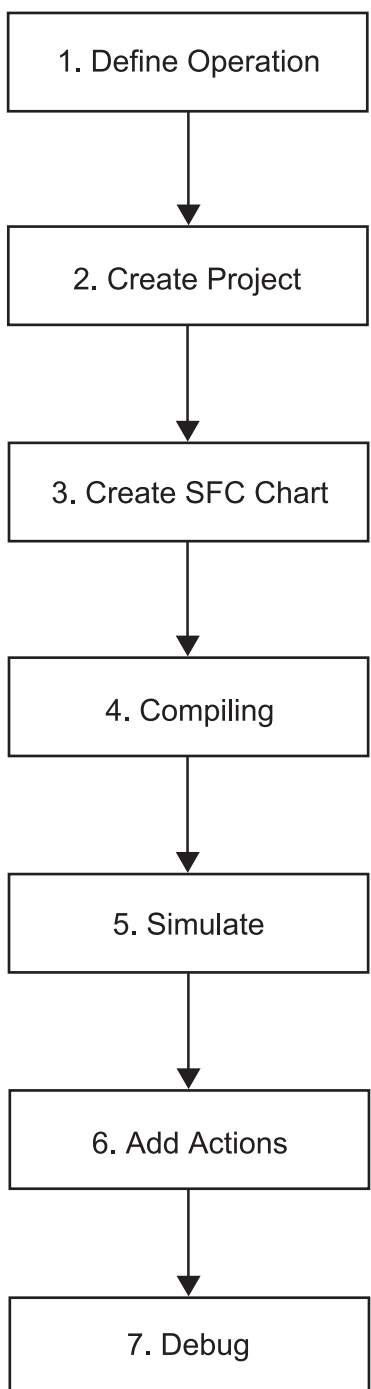 1. Define Operation
2. Create Project
3. Create SFC Chart
4. Compiling
5. Simulate
6. Add Actions
7. Debug